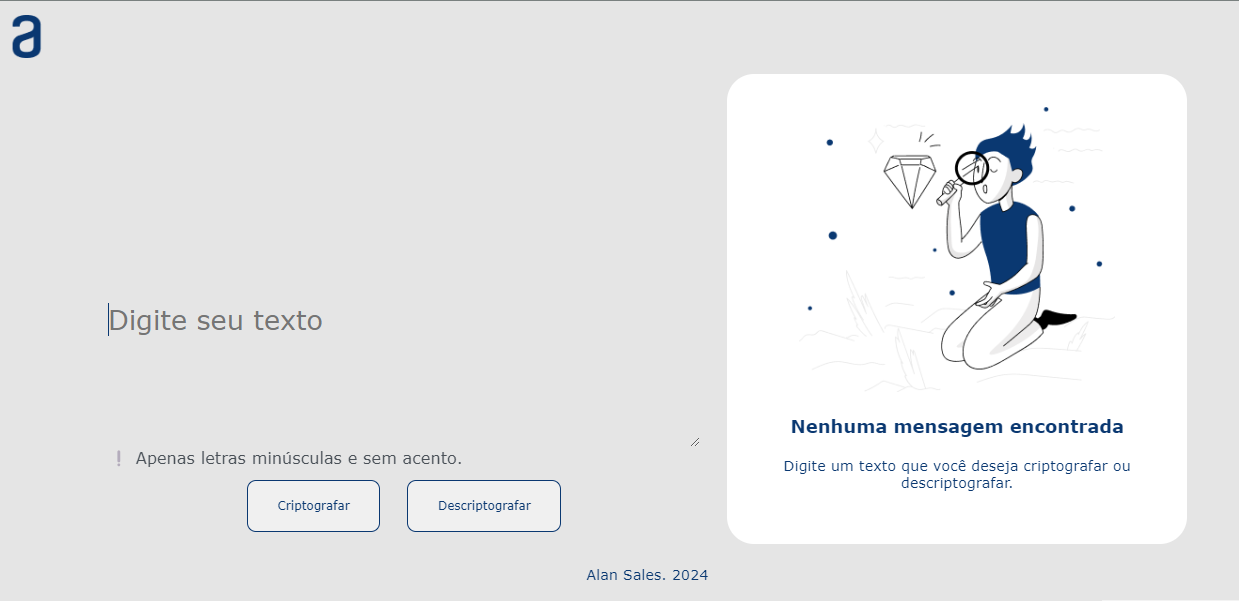 a
Digite seu texto
Apenas letras minúsculas e sem acento.
Criptografar
Descriptografar
Nenhuma mensagem encontrada
Digite um texto que você deseja criptografar ou
descriptografar.
Alan Sales. 2024